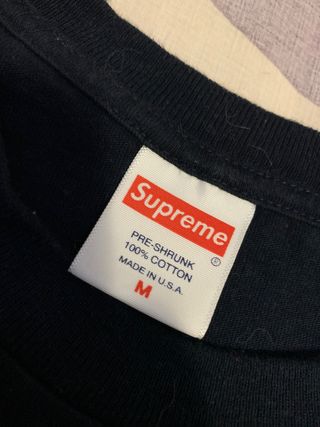 Supreme
®
PRE-SHRUNK
100% COTTON
MADE IN U.S.A.
M